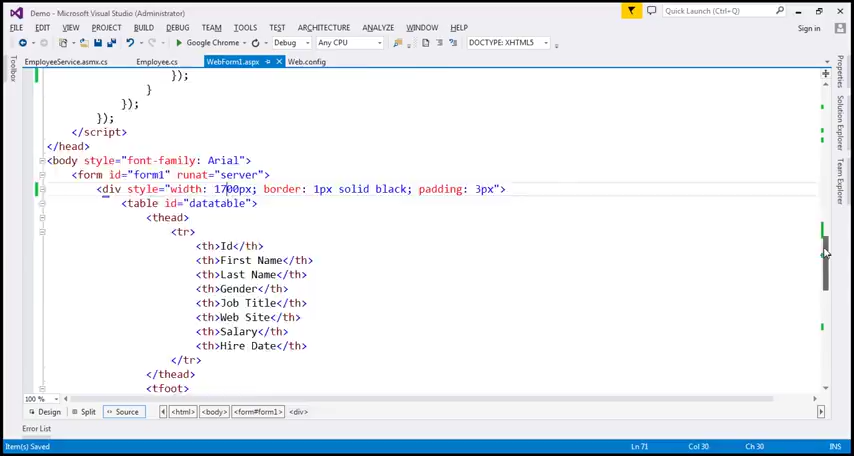 Demo - Microsoft Visual Studio (Administrator)
Quick Launch (Ctrl+Q)
FILE EDIT VIEW PROJECT BUILD DEBUG TEAM TOOLS TEST ARCHITECTURE ANALYZE WINDOW HELP
Sign in
Google Chrome Debug Any CPU DOCTYPE: XHTML5
EmployeeService.asmx.cs Employee.cs WebForm1.aspx Web.config
Toolbox
Properties
Solution Explorer
Team Explorer
});
}
});
});
</script>
</head>
<body style="font-family: Arial">
<form id="form1" runat="server">
<div style="width: 1700px; border: 1px solid black; padding: 3px">
<table id="datatable">
<thead>
<tr>
<th>Id</th>
<th>First Name</th>
<th>Last Name</th>
<th>Gender</th>
<th>Job Title</th>
<th>Web Site</th>
<th>Salary</th>
<th>Hire Date</th>
</tr>
</thead>
<tfoot>
100 %
Design Split Source <html> <body> <form#form1> <div>
Error List
Item(s) Saved Ln 71 Col 30 Ch 30 INS